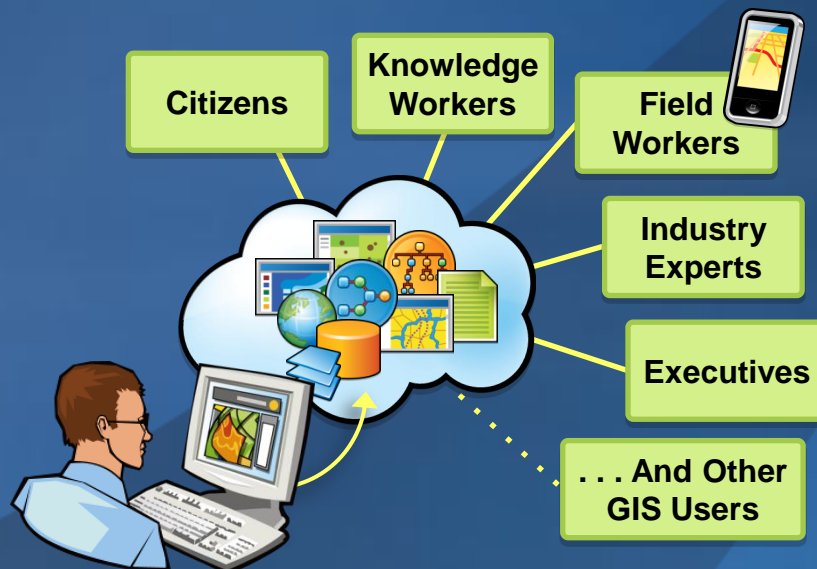 Citizens
Knowledge
Workers
Field
Workers
Industry
Experts
Executives
. . . And Other
GIS Users